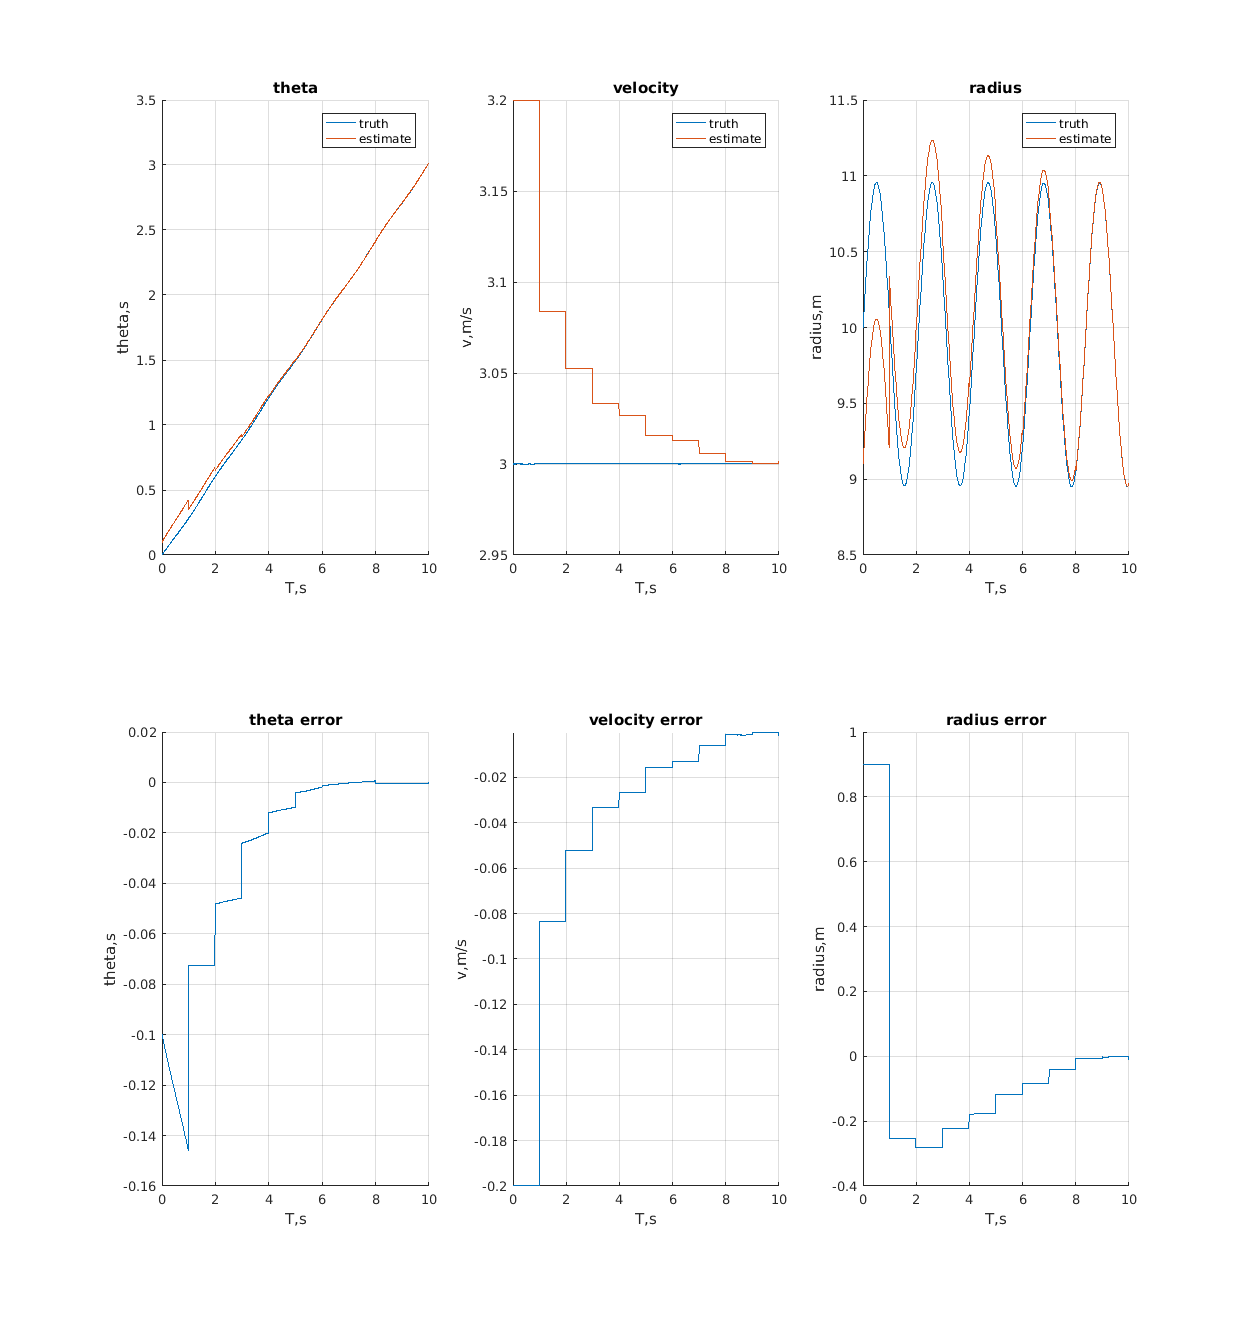 theta
3.5
3
2.5
2
1.5
1
0.5
0
theta,s
0 2 4 6 8 10
T,s
truth
estimate
velocity
3.2
3.15
3.1
3.05
3
2.95
v,m/s
0 2 4 6 8 10
T,s
truth
estimate
radius
11.5
11
10.5
10
9.5
9
8.5
radius,m
0 2 4 6 8 10
T,s
truth
estimate
theta error
0.02
0
-0.02
-0.04
-0.06
-0.08
-0.1
-0.12
-0.14
-0.16
theta,s
0 2 4 6 8 10
T,s
velocity error
-0.02
-0.04
-0.06
-0.08
-0.1
-0.12
-0.14
-0.16
-0.18
-0.2
v,m/s
0 2 4 6 8 10
T,s
radius error
1
0.8
0.6
0.4
0.2
0
-0.2
-0.4
radius,m
0 2 4 6 8 10
T,s